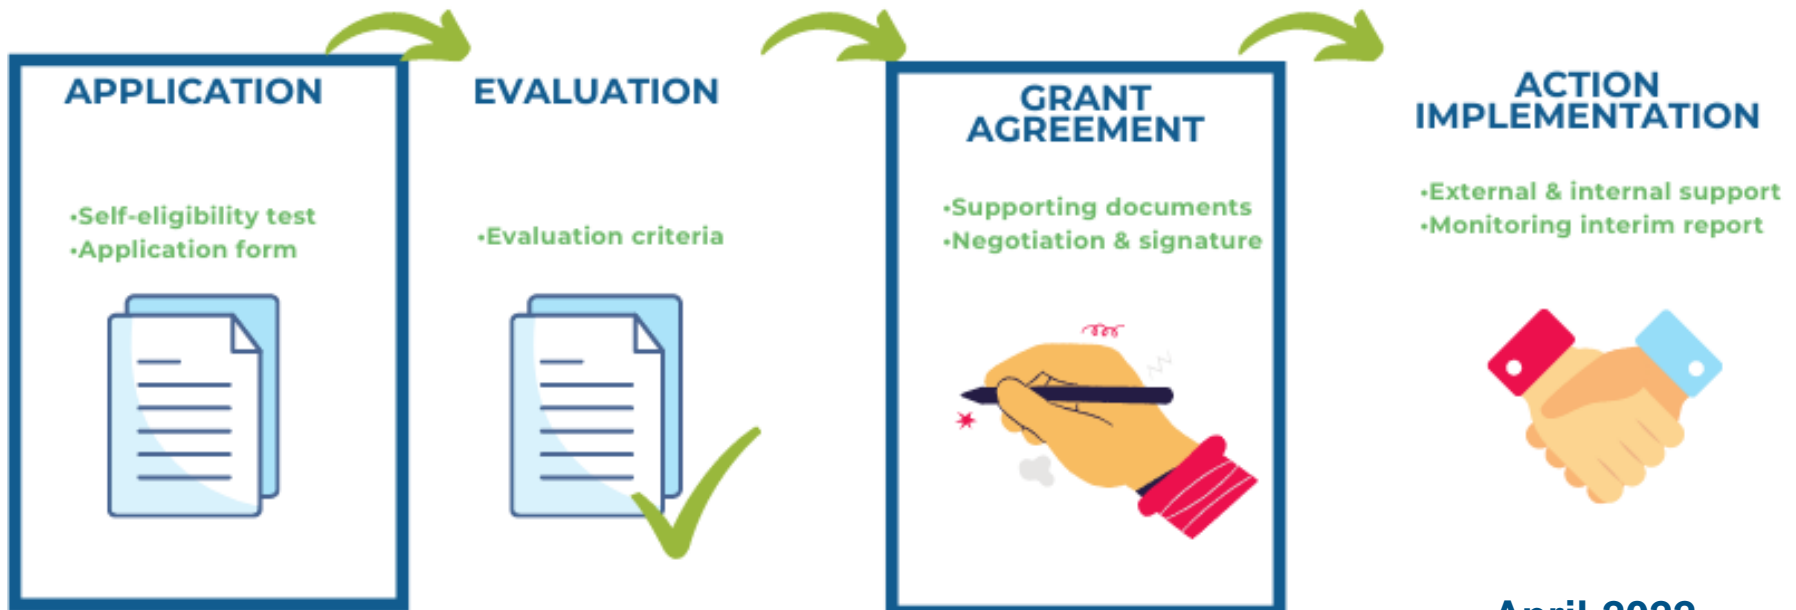 APPLICATION
•Self-eligibility test
•Application form
EVALUATION
•Evaluation criteria
GRANT
AGREEMENT
•Supporting documents
•Negotiation & signature
ACTION
IMPLEMENTATION
•External & internal support
•Monitoring interim report
April